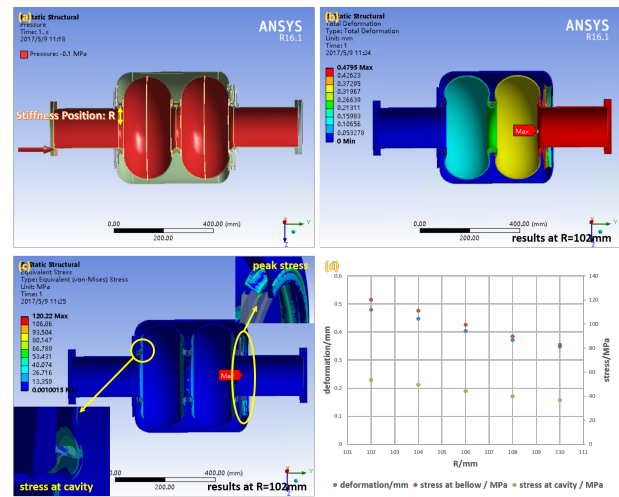 (a)
Static Structural
Pressure
Time: 1. s
2017/5/9 11:18
Pressure: -0.1 MPa
ANSYS
R16.1
Stiffness Position: R
0.00
400.00 (mm)
200.00
Y
Z
(b)
Static Structural
Total Deformation
Type: Total Deformation
Unit: mm
Time: 1
2017/5/9 11:24
0.4795 Max
0.42623
0.37295
0.31967
0.26639
0.21311
0.15983
0.10656
0.053278
0 Min
ANSYS
R16.1
Max
0.00
400.00 (mm)
200.00
Y
Z
results at R=102mm
(c)
Static Structural
Equivalent Stress
Type: Equivalent (von-Mises) Stress
Unit: MPa
Time: 1
2017/5/9 11:25
120.22 Max
106.86
93.504
80.147
66.789
53.431
40.074
26.716
13.359
0.0010015 Min
peak stress
Max
stress at cavity
0.00
400.00 (mm)
200.00
Y
results at R=102mm
(d)
deformation/mm
0.6
0.5
0.4
0.3
0.2
0.1
0
140
120
100
80
60
40
20
0
stress/MPa
101
102
103
104
105
106
107
108
109
110
111
R/mm
deformation/mm
stress at bellow / MPa
stress at cavity / MPa